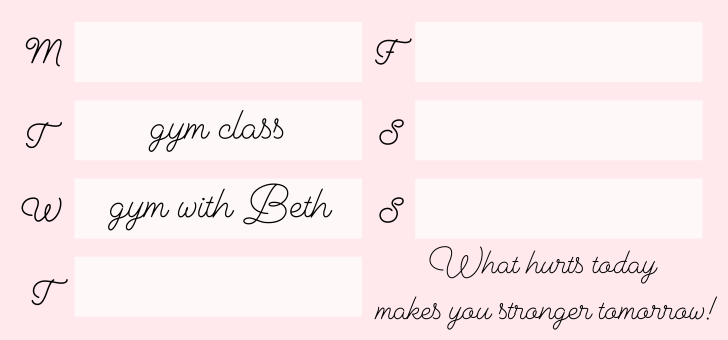 M
T gym class
W gym with Beth
T
F
S
S
What hurts today
makes you stronger tomorrow!